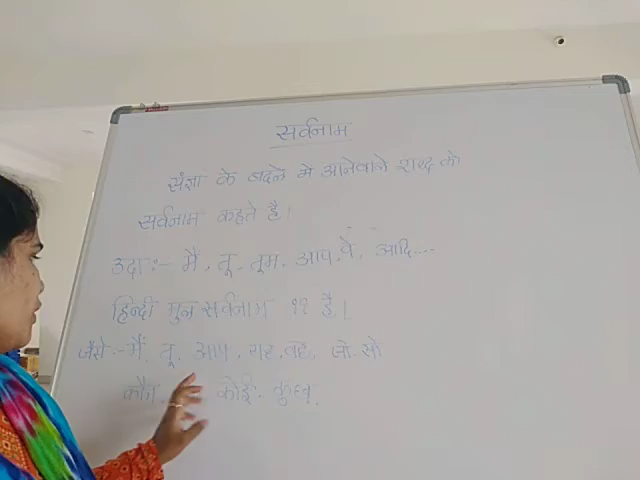 सर्वनाम
संज्ञा के बदले मे आनेवाले शब्द को
सर्वनाम कहते है।
उदा :- मैं, तू, तूम, आप, वे, आदि....
हिन्दी मुल सर्वनाम ११ है।
जैसे :- मैं, तू, आप, यह, वह, जो, सो
कौन, कोई, कुछ,